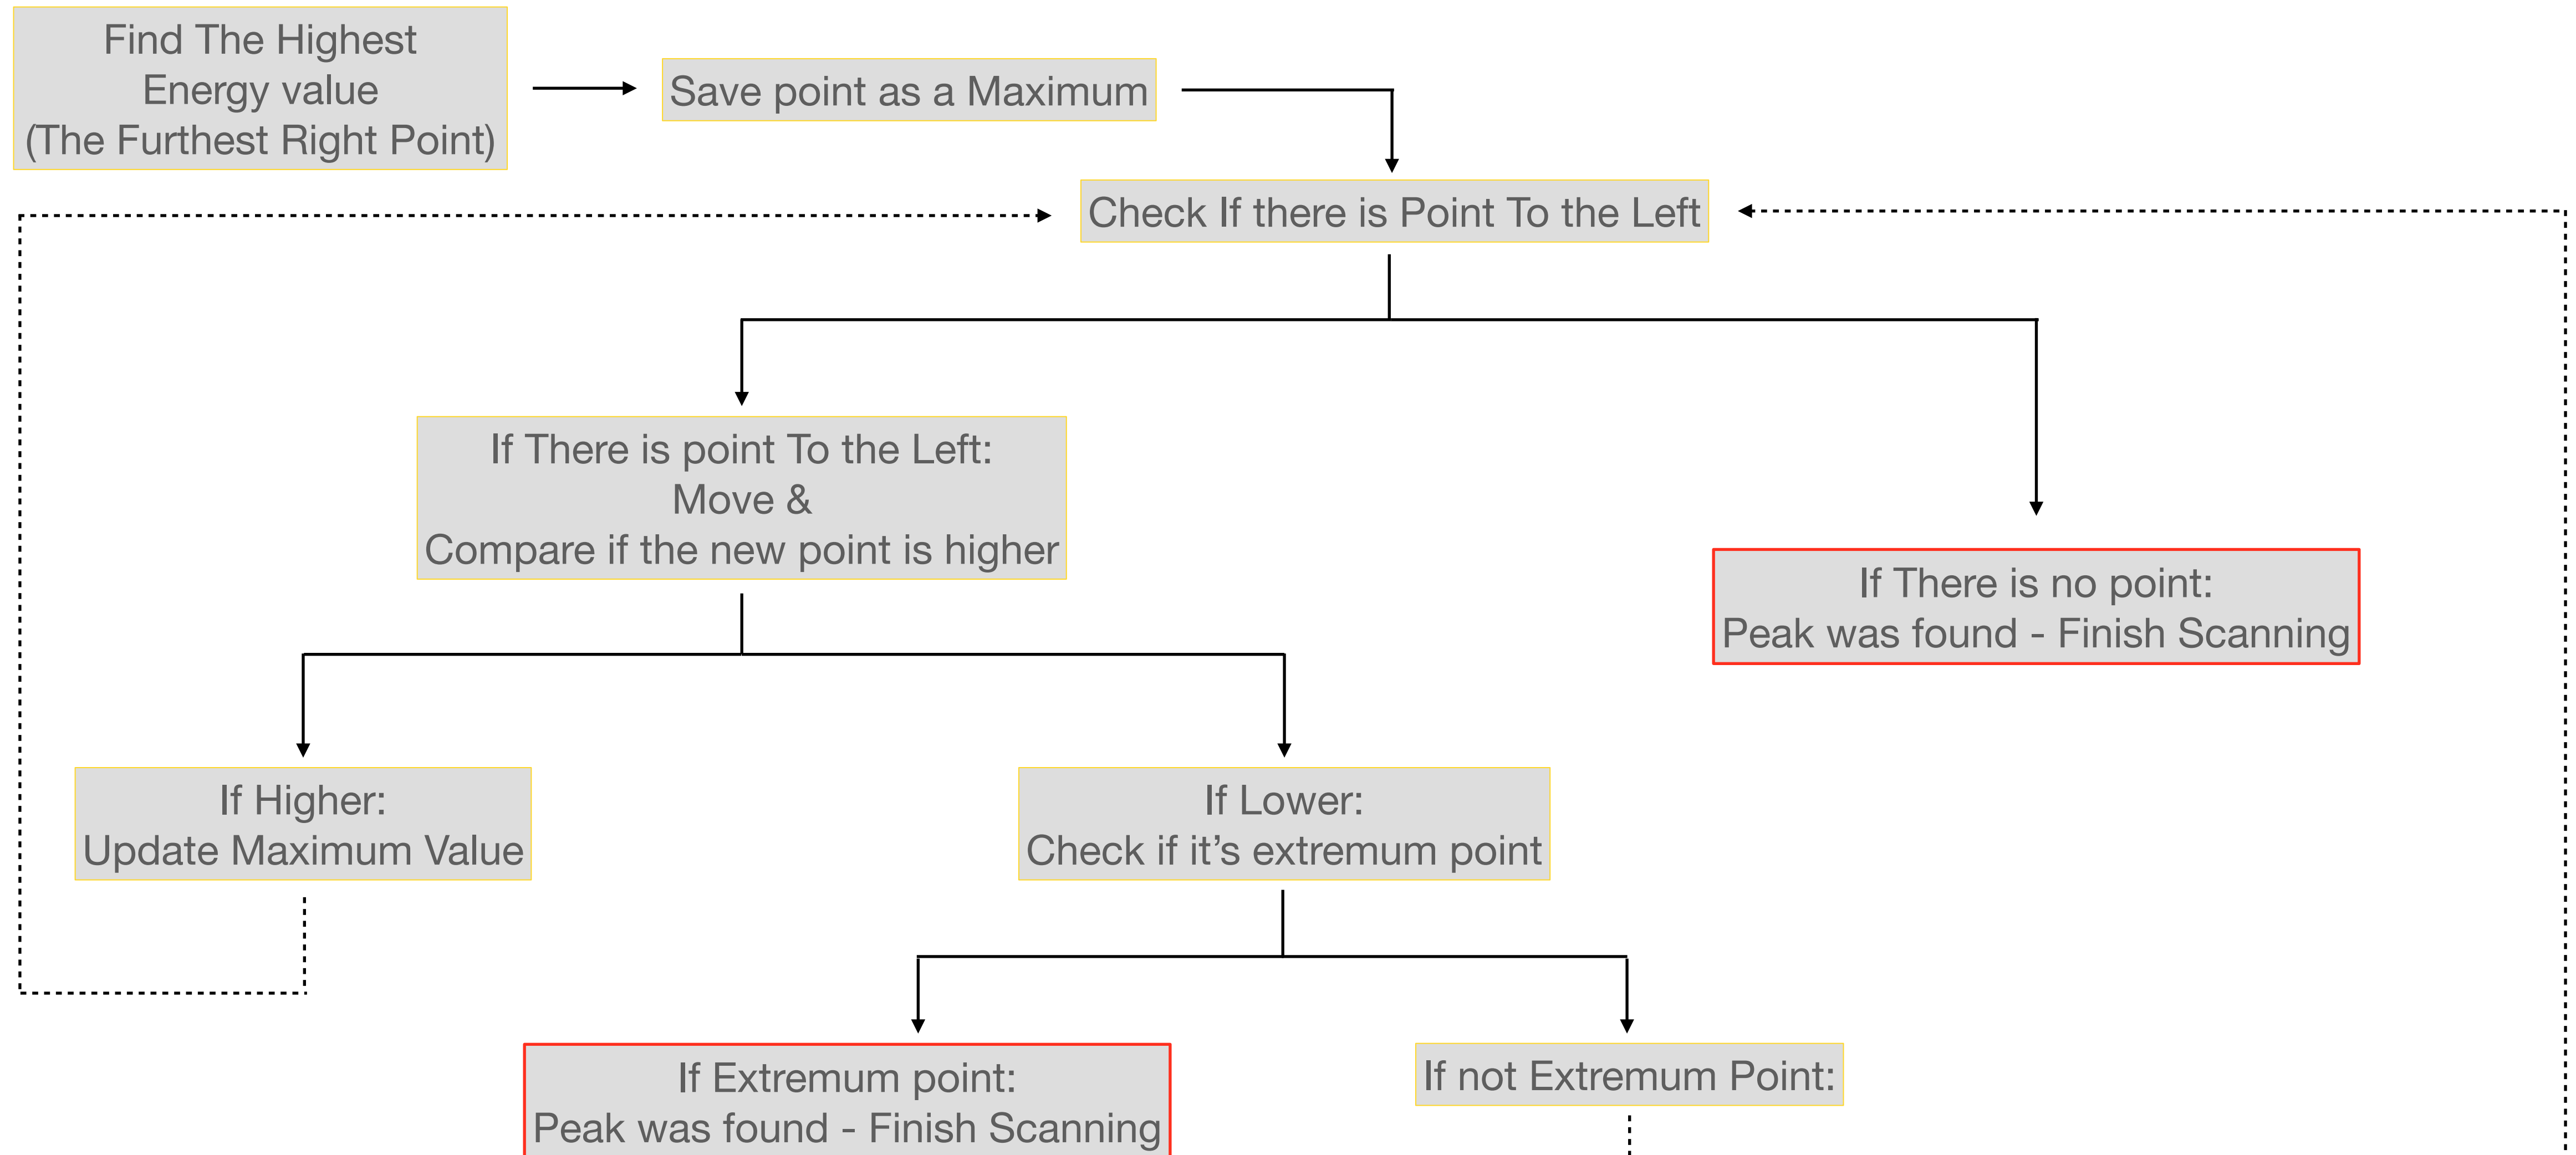 Find The Highest
Energy value
(The Furthest Right Point)
Save point as a Maximum
Check If there is Point To the Left
If There is point To the Left:
Move &
Compare if the new point is higher
If There is no point:
Peak was found - Finish Scanning
If Higher:
Update Maximum Value
If Lower:
Check if it’s extremum point
If Extremum point:
Peak was found - Finish Scanning
If not Extremum Point: